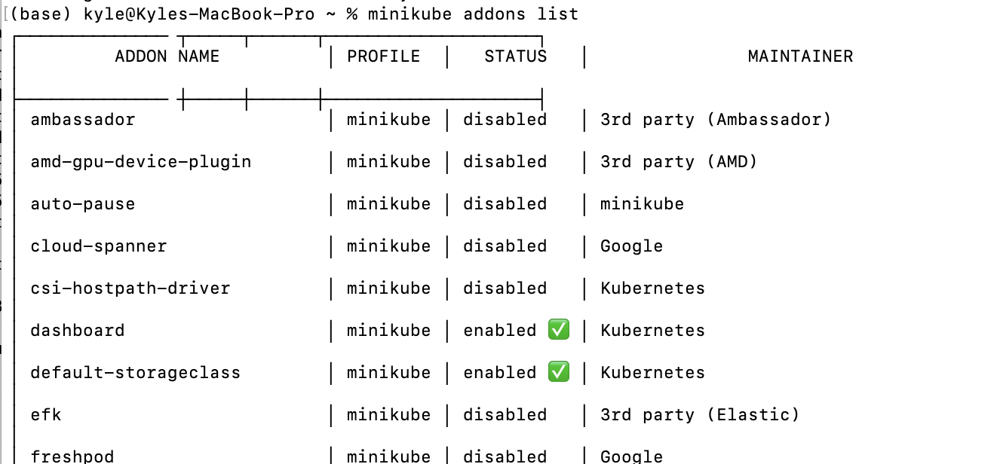 (base) kyle@Kyles-MacBook-Pro ~ % minikube addons list
ADDON NAME | PROFILE | STATUS | MAINTAINER
ambassador | minikube | disabled | 3rd party (Ambassador)
amd-gpu-device-plugin | minikube | disabled | 3rd party (AMD)
auto-pause | minikube | disabled | minikube
cloud-spanner | minikube | disabled | Google
csi-hostpath-driver | minikube | disabled | Kubernetes
dashboard | minikube | enabled ✅ | Kubernetes
default-storageclass | minikube | enabled ✅ | Kubernetes
efk | minikube | disabled | 3rd party (Elastic)
freshpod | minikube | disabled | Google